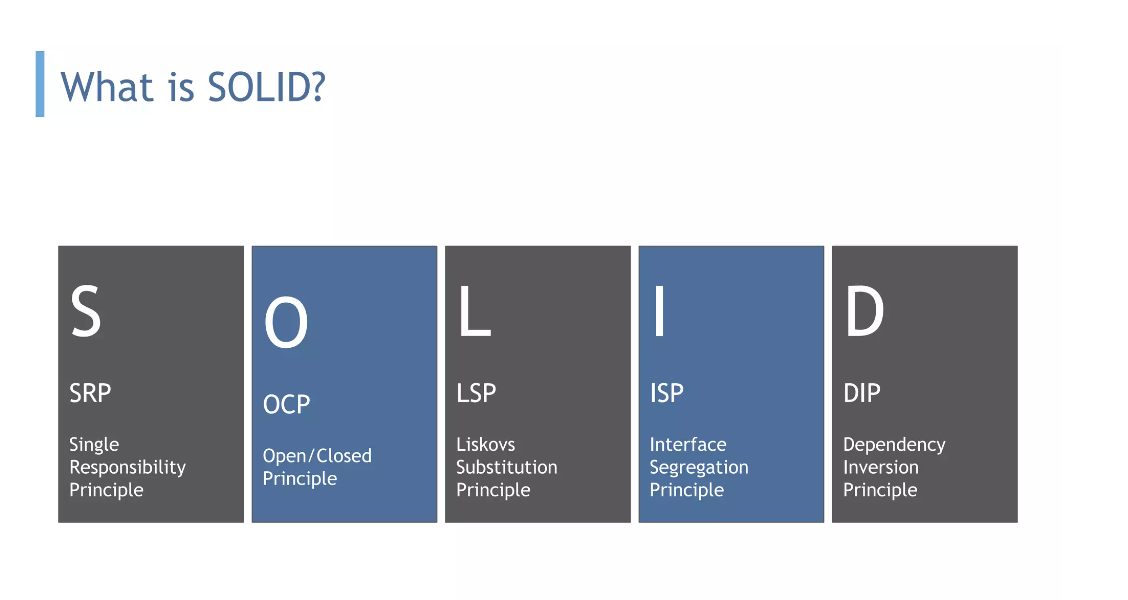 What is SOLID?
S
SRP
Single
Responsibility
Principle
O
OCP
Open/Closed
Principle
L
LSP
Liskovs
Substitution
Principle
I
ISP
Interface
Segregation
Principle
D
DIP
Dependency
Inversion
Principle